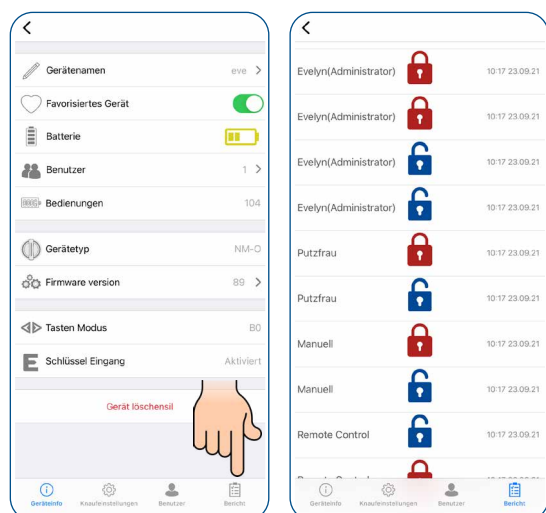 Gerätenamen eve
Favorisiertes Gerät
Batterie
Benutzer 1
Bedienungen 104
Gerätetyp NM-O
Firmware version 89
Tasten Modus B0
E Schlüssel Eingang Aktiviert
Gerät löschensil
Geräteinfo Knaufeinstellungen Benutzer Bericht
Evelyn(Administrator) 10:17 23.09.21
Evelyn(Administrator) 10:17 23.09.21
Evelyn(Administrator) 10:17 23.09.21
Evelyn(Administrator) 10:17 23.09.21
Putzfrau 10:17 23.09.21
Putzfrau 10:17 23.09.21
Manuell 10:17 23.09.21
Manuell 10:17 23.09.21
Remote Control 10:17 23.09.21
Geräteinfo Knaufeinstellungen Benutzer Bericht